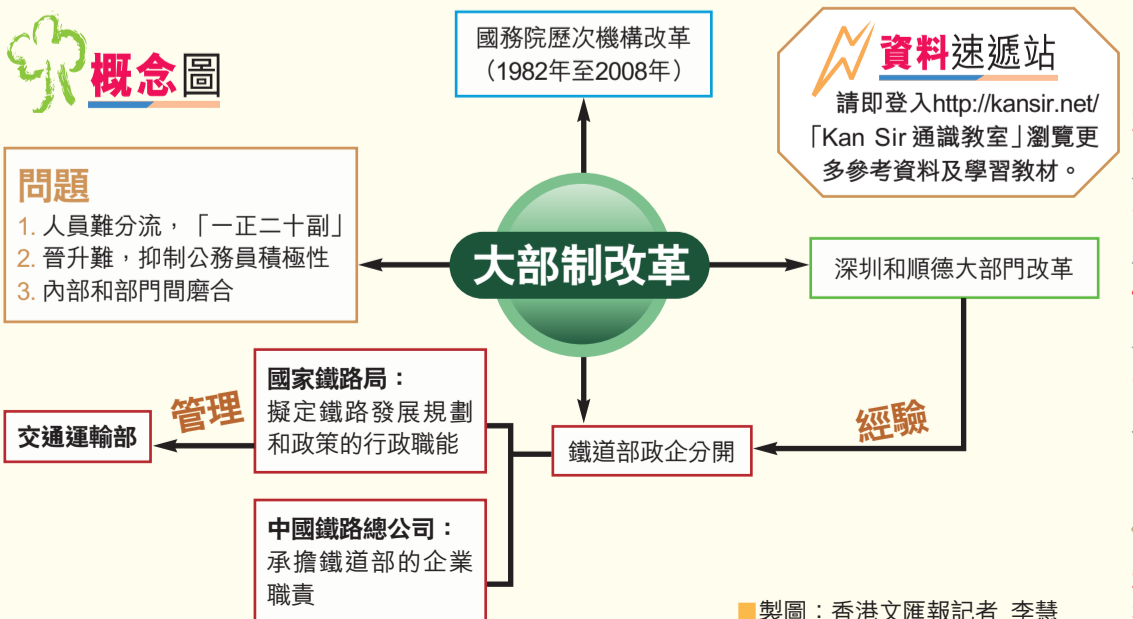 概念圖
國務院歷次機構改革
（1982年至2008年）
資料速遞站
請即登入http://kansir.net/
「Kan Sir 通識教室」瀏覽更
多參考資料及學習教材。
問題
1. 人員難分流，「一正二十副」
2. 晉升難，抑制公務員積極性
3. 內部和部門間磨合
大部制改革
深圳和順德大部門改革
國家鐵路局：
擬定鐵路發展規劃
和政策的行政職能
管理
交通運輸部
鐵道部政企分開
經驗
中國鐵路總公司：
承擔鐵道部的企業
職責
■製圖：香港文匯報記者 李慧